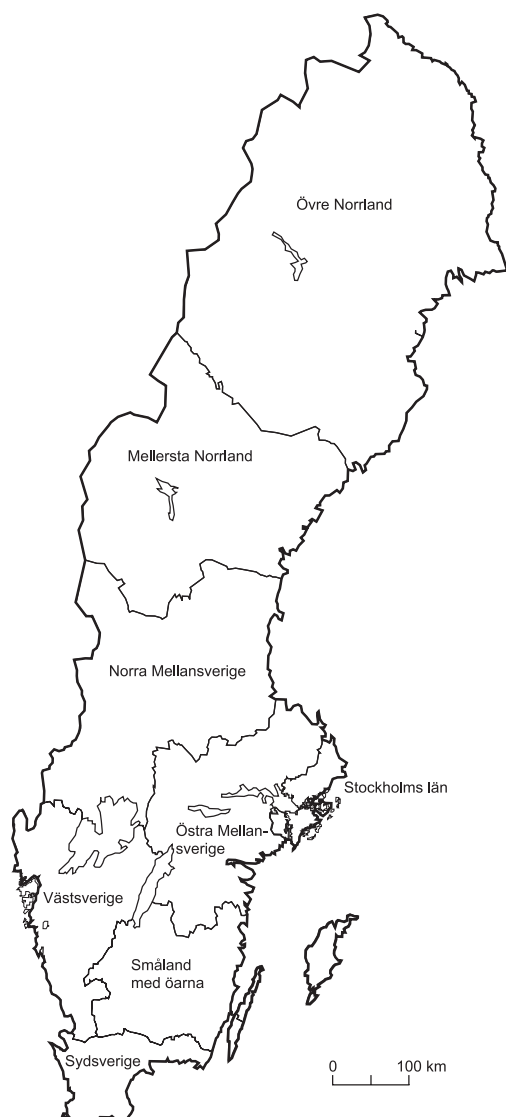 Övre Norrland
Mellersta Norrland
Norra Mellansverige
Stockholms län
Östra Mellan-
sverige
Västsverige
Småland
med öarna
Sydsverige
0 100 km